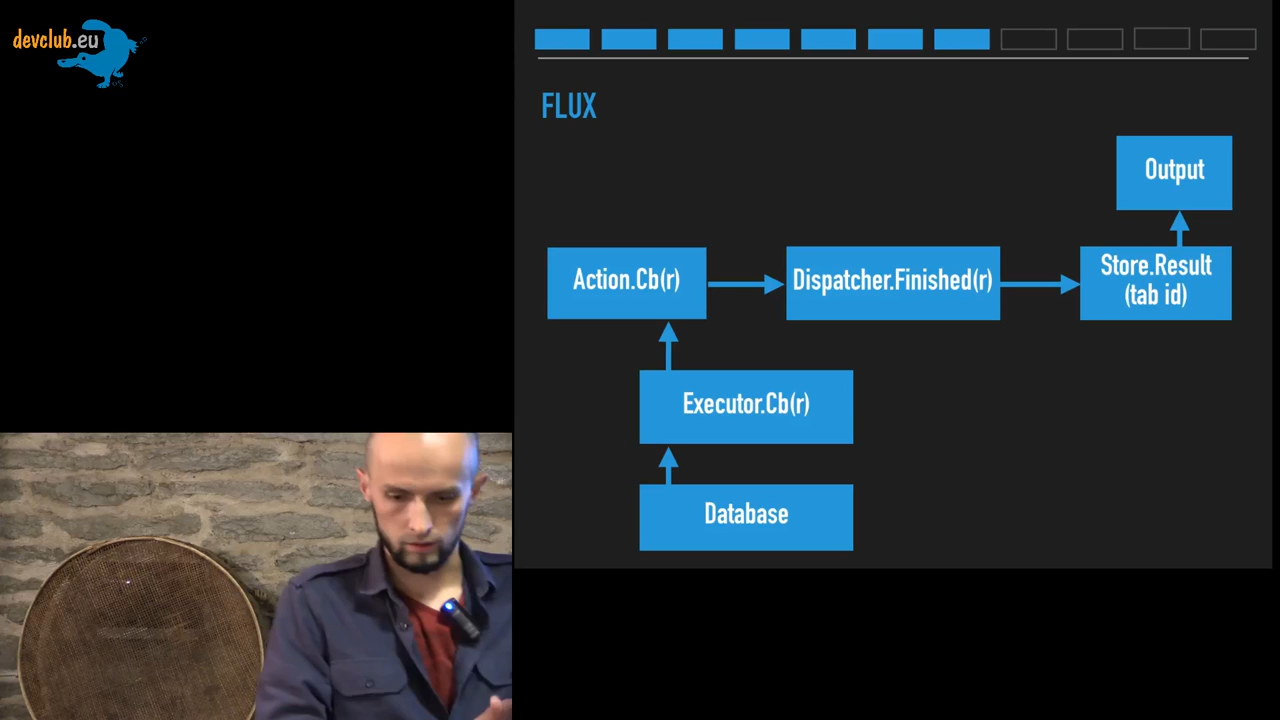 devclub.eu
FLUX
Output
Action.Cb(r)
Dispatcher.Finished(r)
Store.Result
(tab id)
Executor.Cb(r)
Database